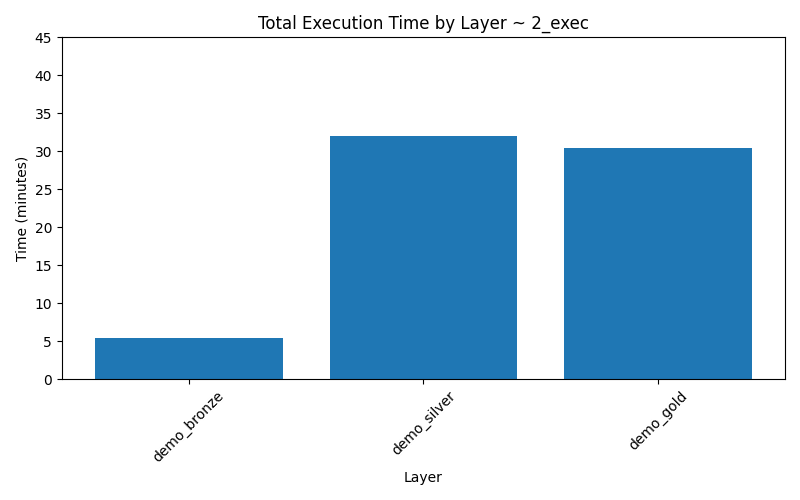 Total Execution Time by Layer ~ 2_exec
45
40
35
30
25
20
15
10
5
0
Time (minutes)
demo_bronze
demo_silver
demo_gold
Layer